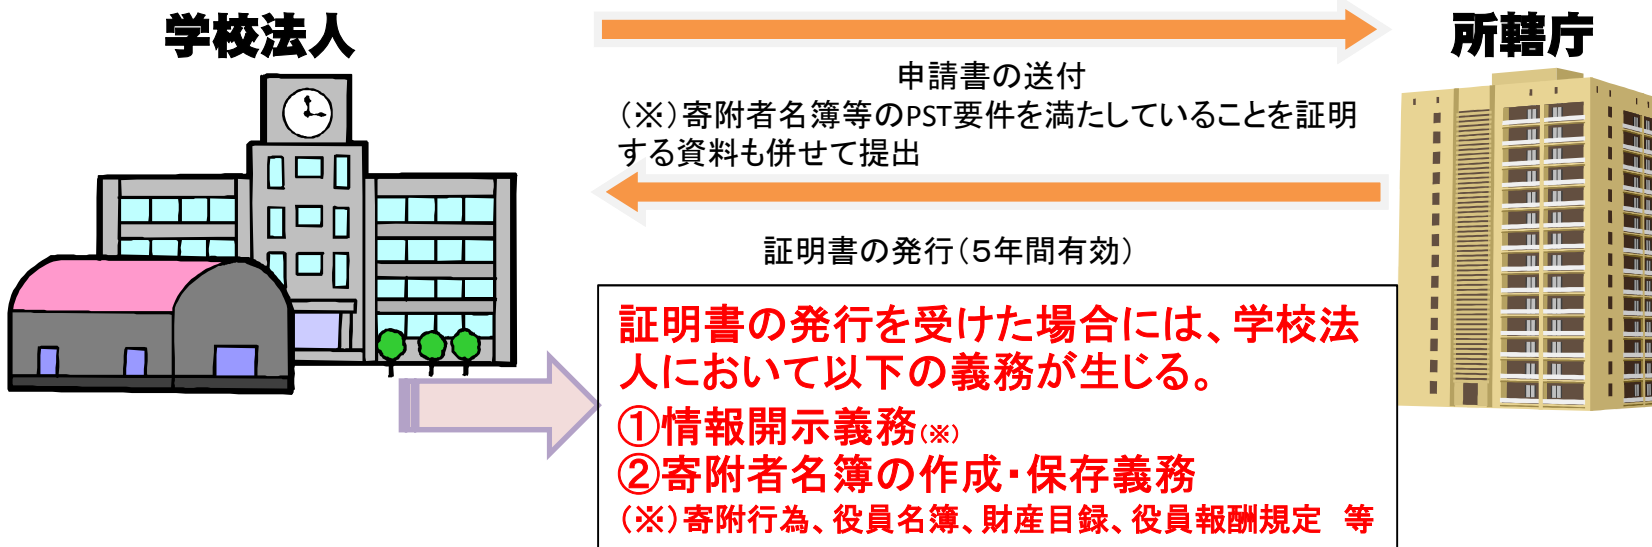 学校法人
所轄庁
申請書の送付
(※)寄附者名簿等のPST要件を満たしていることを証明
する資料も併せて提出
証明書の発行(5年間有効)
証明書の発行を受けた場合には、学校法
人において以下の義務が生じる。
①情報開示義務(※)
②寄附者名簿の作成・保存義務
(※)寄附行為、役員名簿、財産目録、役員報酬規定　等